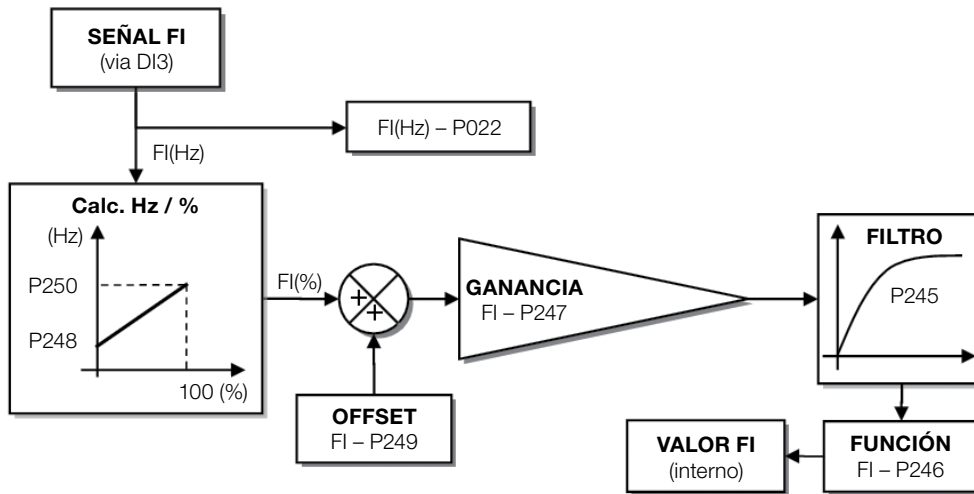 SEÑAL FI
(via DI3)
FI(Hz) – P022
FI(Hz)
Calc. Hz / %
(Hz)
P250
P248
100 (%)
FI(%)
+
+
OFFSET
FI – P249
GANANCIA
FI – P247
FILTRO
P245
FUNCIÓN
FI – P246
VALOR FI
(interno)